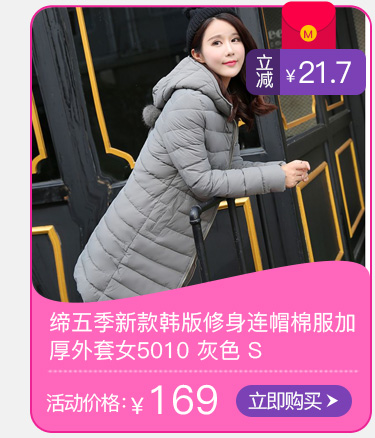 M
立减 ¥21.7
缔五季新款韩版修身连帽棉服加
厚外套女5010 灰色 S
活动价格:¥169 立即购买